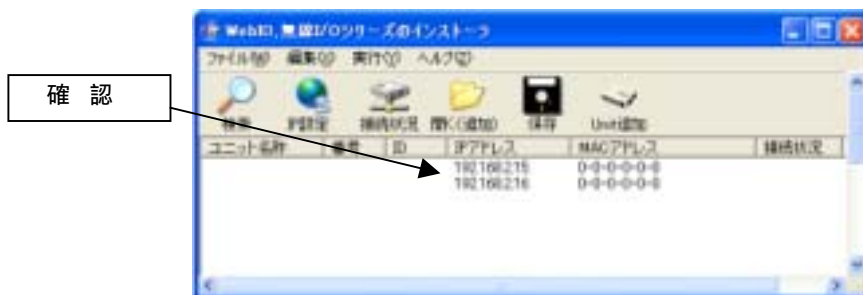 WebIO,無線I/Oシリーズのインストーラ
ファイル(W) 編集(V) 実行(Y) ヘルプ(Z)
確 認
検索 IP設定 接続状況 開く(追加) 保存 Unit追加
ユニット名称 番号 ID IPアドレス MACアドレス 接続状況
192.168.2.15 0-0-0-0-0-0
192.168.2.16 0-0-0-0-0-0